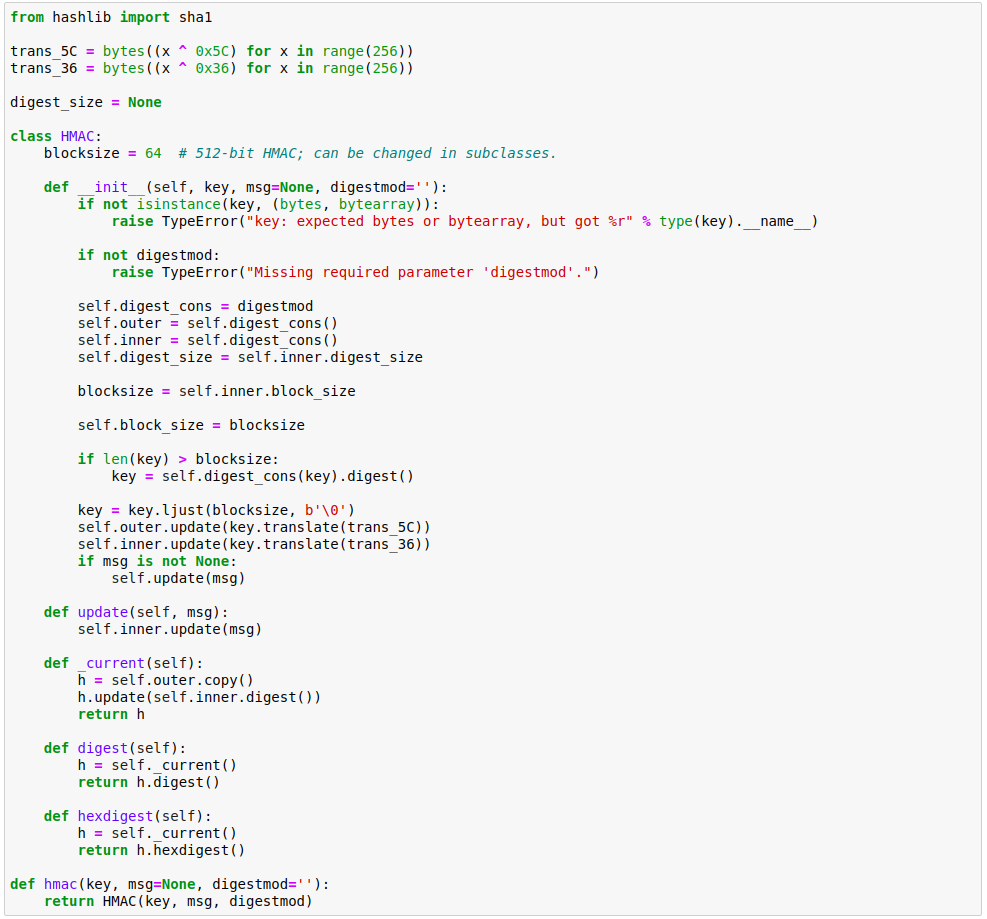 from hashlib import sha1

trans_5C = bytes((x ^ 0x5C) for x in range(256))
trans_36 = bytes((x ^ 0x36) for x in range(256))

digest_size = None

class HMAC:
    blocksize = 64  # 512-bit HMAC; can be changed in subclasses.

    def __init__(self, key, msg=None, digestmod=''):
        if not isinstance(key, (bytes, bytearray)):
            raise TypeError("key: expected bytes or bytearray, but got %r" % type(key).__name__)

        if not digestmod:
            raise TypeError("Missing required parameter 'digestmod'.")

        self.digest_cons = digestmod
        self.outer = self.digest_cons()
        self.inner = self.digest_cons()
        self.digest_size = self.inner.digest_size

        blocksize = self.inner.block_size

        self.block_size = blocksize

        if len(key) > blocksize:
            key = self.digest_cons(key).digest()

        key = key.ljust(blocksize, b'\0')
        self.outer.update(key.translate(trans_5C))
        self.inner.update(key.translate(trans_36))
        if msg is not None:
            self.update(msg)

    def update(self, msg):
        self.inner.update(msg)

    def _current(self):
        h = self.outer.copy()
        h.update(self.inner.digest())
        return h

    def digest(self):
        h = self._current()
        return h.digest()

    def hexdigest(self):
        h = self._current()
        return h.hexdigest()

def hmac(key, msg=None, digestmod=''):
    return HMAC(key, msg, digestmod)